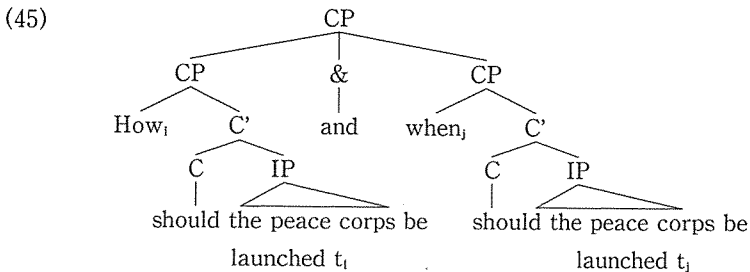 (45) CP
CP & CP
Howᵢ C' and whenⱼ C'
C IP C IP
should the peace corps be should the peace corps be
launched tᵢ launched tⱼ